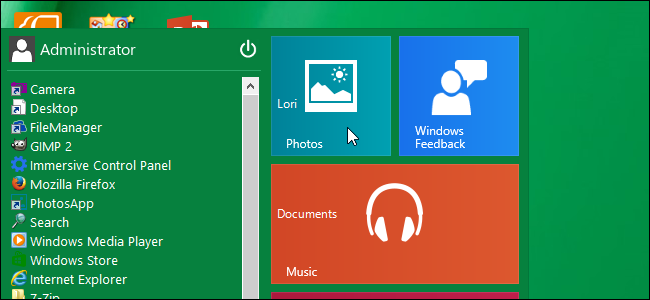 Administrator
Camera
Desktop
FileManager
GIMP 2
Immersive Control Panel
Mozilla Firefox
PhotosApp
Search
Windows Media Player
Windows Store
Internet Explorer
7-Zip
Lori
Photos
Windows
Feedback
Documents
Music